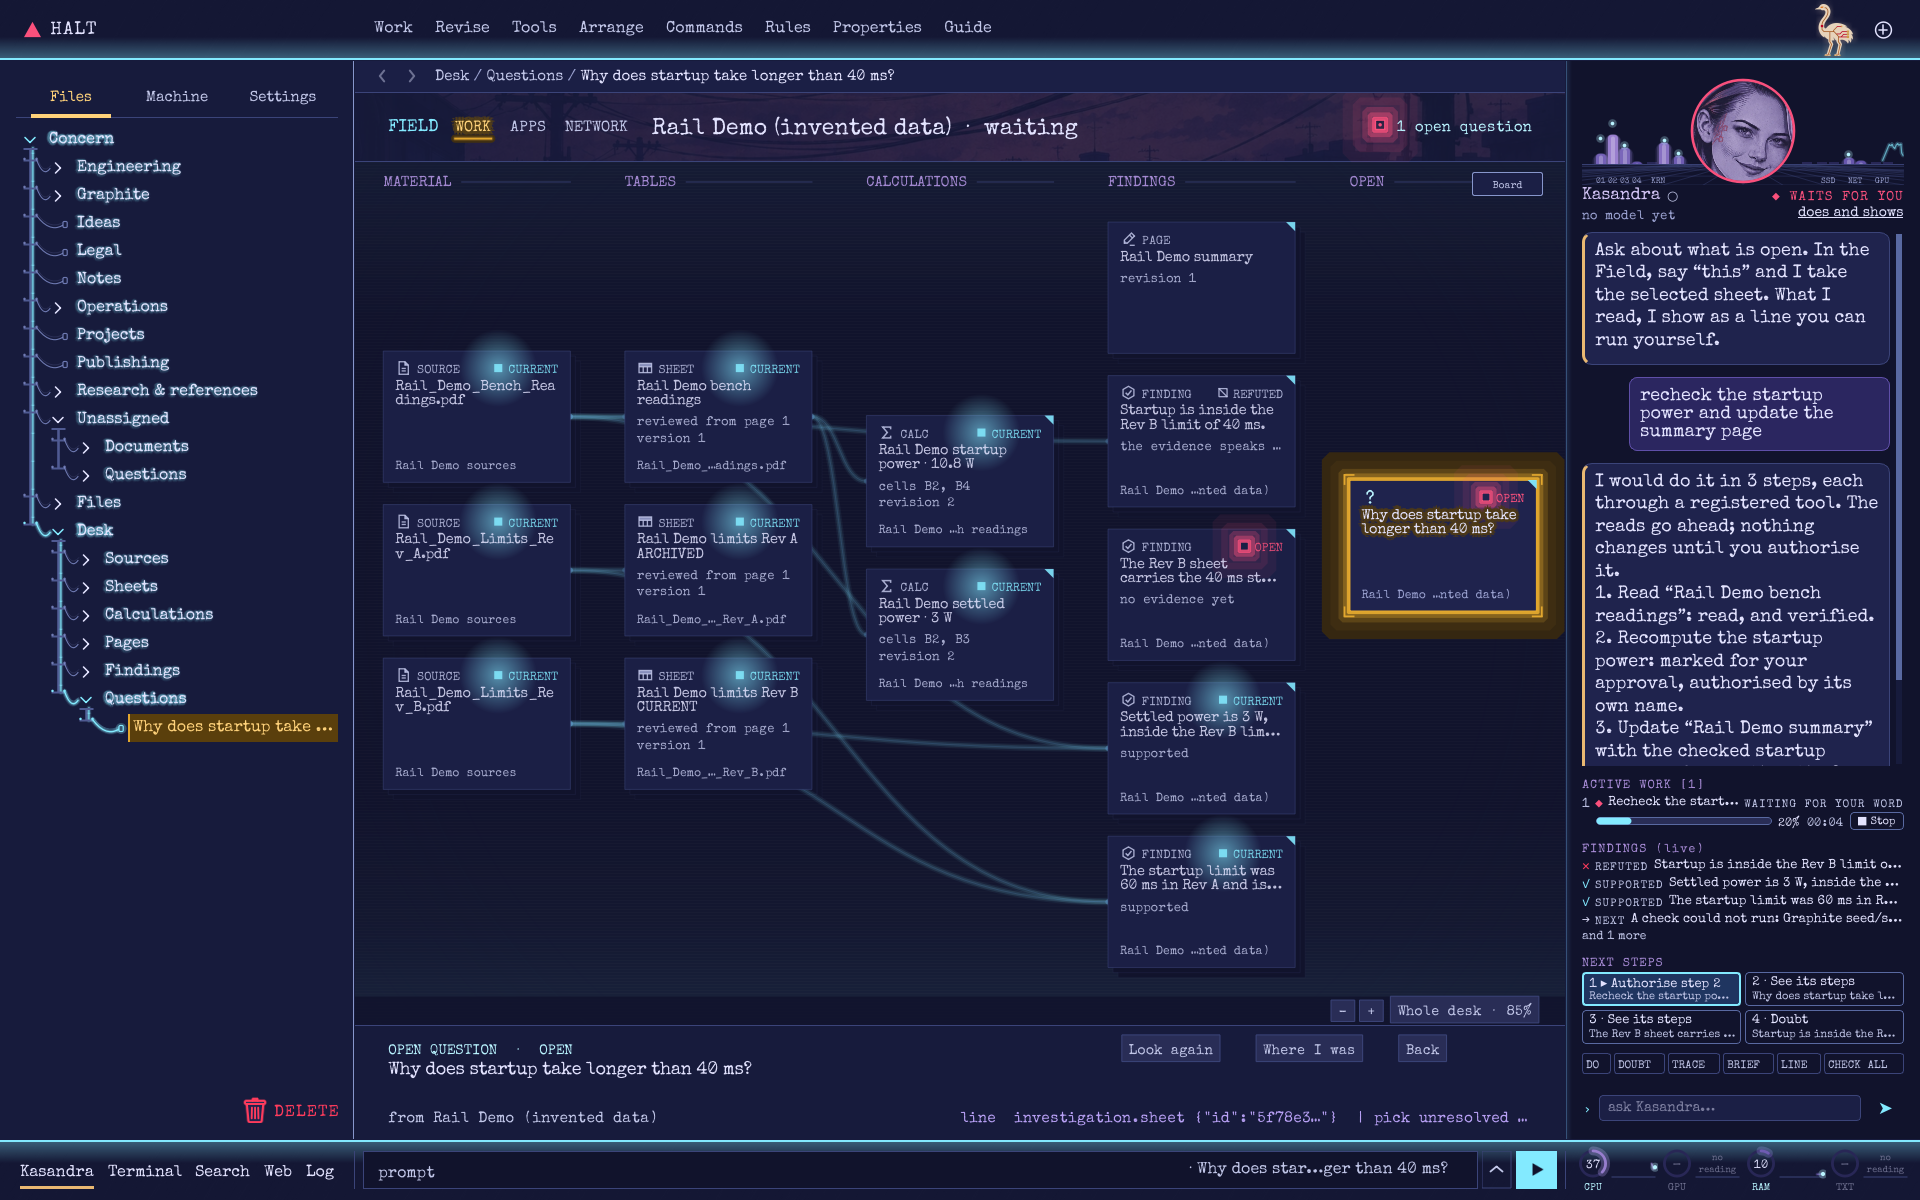 HALT
Work Revise Tools Arrange Commands Rules Properties Guide
Files Machine Settings
Concern
Engineering
Graphite
Ideas
Legal
Notes
Operations
Projects
Publishing
Research & references
Unassigned
Documents
Questions
Files
Desk
Sources
Sheets
Calculations
Pages
Findings
Questions
Why does startup take ...
DELETE
Desk / Questions / Why does startup take longer than 40 ms?
FIELD WORK APPS NETWORK Rail Demo (invented data) · waiting
1 open question
MATERIAL TABLES CALCULATIONS FINDINGS OPEN
Board
SOURCE CURRENT
Rail_Demo_Bench_Rea
dings.pdf
Rail Demo sources
SOURCE CURRENT
Rail_Demo_Limits_Re
v_A.pdf
Rail Demo sources
SOURCE CURRENT
Rail_Demo_Limits_Re
v_B.pdf
Rail Demo sources
SHEET CURRENT
Rail Demo bench
readings
reviewed from page 1
version 1
Rail_Demo_…adings.pdf
SHEET CURRENT
Rail Demo limits Rev A
ARCHIVED
reviewed from page 1
version 1
Rail_Demo_…_Rev_A.pdf
SHEET CURRENT
Rail Demo limits Rev B
CURRENT
reviewed from page 1
version 1
Rail_Demo_…_Rev_B.pdf
CALC CURRENT
Rail Demo startup
power · 10.8 W
cells B2, B4
revision 2
Rail Demo …h readings
CALC CURRENT
Rail Demo settled
power · 3 W
cells B2, B3
revision 2
Rail Demo …h readings
PAGE
Rail Demo summary
revision 1
FINDING REFUTED
Startup is inside the
Rev B limit of 40 ms.
the evidence speaks …
Rail Demo …nted data)
FINDING OPEN
The Rev B sheet
carries the 40 ms st...
no evidence yet
Rail Demo …nted data)
FINDING CURRENT
Settled power is 3 W,
inside the Rev B lim...
supported
Rail Demo …nted data)
FINDING CURRENT
The startup limit was
60 ms in Rev A and is...
supported
Rail Demo …nted data)
? OPEN
Why does startup take
longer than 40 ms?
Rail Demo …nted data)
- + Whole desk · 85%
OPEN QUESTION · OPEN
Why does startup take longer than 40 ms?
Look again Where I was Back
from Rail Demo (invented data)
line investigation.sheet {"id":"5f78e3…"} | pick unresolved …
01 02 03 04 KRN
SSD NET GPU
Kasandra
no model yet
WAITS FOR YOU
does and shows
Ask about what is open. In the
Field, say “this” and I take
the selected sheet. What I
read, I show as a line you can
run yourself.
recheck the startup
power and update the
summary page
I would do it in 3 steps, each
through a registered tool. The
reads go ahead; nothing
changes until you authorise
it.
1. Read “Rail Demo bench
readings”: read, and verified.
2. Recompute the startup
power: marked for your
approval, authorised by its
own name.
3. Update “Rail Demo summary”
with the checked startup
ACTIVE WORK [1]
1 Recheck the start... WAITING FOR YOUR WORD
20% 00:04 Stop
FINDINGS (live)
× REFUTED Startup is inside the Rev B limit o...
✓ SUPPORTED Settled power is 3 W, inside the ...
✓ SUPPORTED The startup limit was 60 ms in R...
→ NEXT A check could not run: Graphite seed/s...
and 1 more
NEXT STEPS
1 ▸ Authorise step 2
Recheck the startup po...
2 · See its steps
Why does startup take l...
3 · See its steps
The Rev B sheet carries ...
4 · Doubt
Startup is inside the R...
DO DOUBT TRACE BRIEF LINE CHECK ALL
› ask Kasandra...
Kasandra Terminal Search Web Log
prompt
· Why does star...ger than 40 ms?
37
CPU
–
GPU
no
reading
10
RAM
–
TXT
no
reading